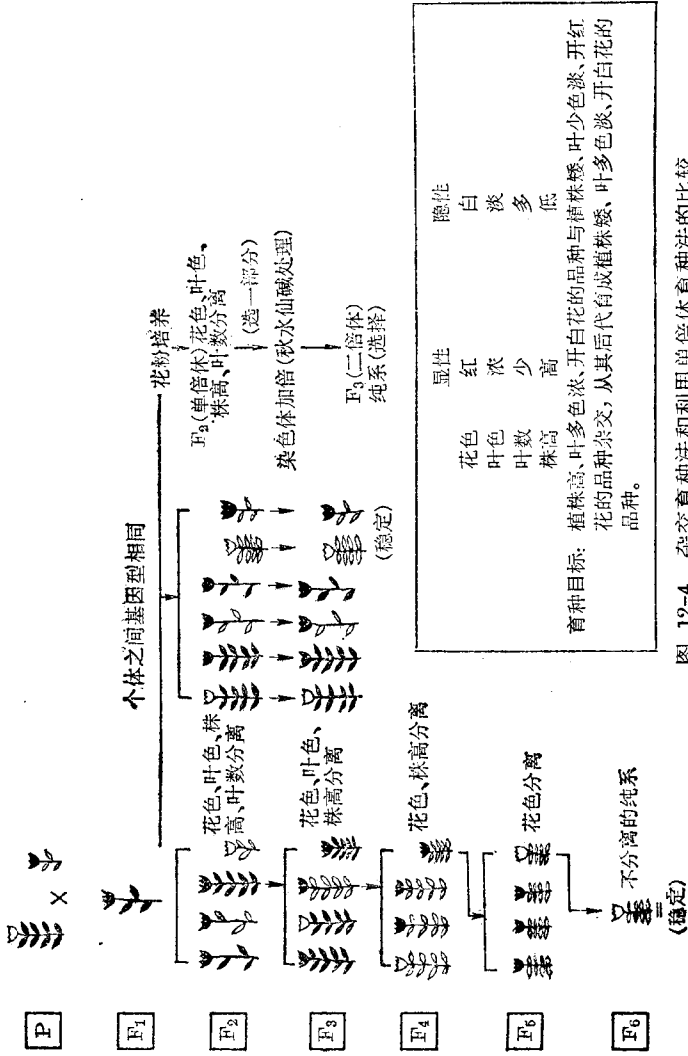 P
×
F₁
个体之间基因型相同
花粉培养
F₂
花色、叶色、株
高、叶数分离
F₂(单倍体)花色、叶色、
株高、叶数分离
(选一部分)
染色体加倍(秋水仙碱处理)
F₃
花色、叶色、
株高分离
(稳定)
F₃(二倍体)
纯系(选择)
F₄
花色、株高分离
F₅
花色分离
F₆
不分离的纯系
(稳定)
显性 隐性
花色 红 白
叶色 浓 淡
叶数 少 多
株高 高 低
育种目标: 植株高、叶多色浓、开白花的品种与植株矮、叶少色淡、开红
花的品种杂交,从其后代育成植株矮、叶多色淡、开白花的
品种。
图 12-4 杂交育种法和利用单倍体育种法的比较